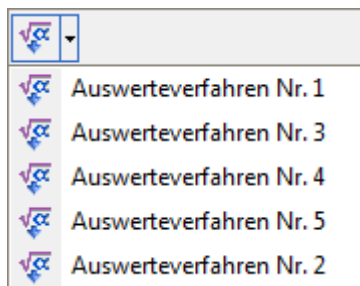 Auswerteverfahren Nr. 1
Auswerteverfahren Nr. 3
Auswerteverfahren Nr. 4
Auswerteverfahren Nr. 5
Auswerteverfahren Nr. 2